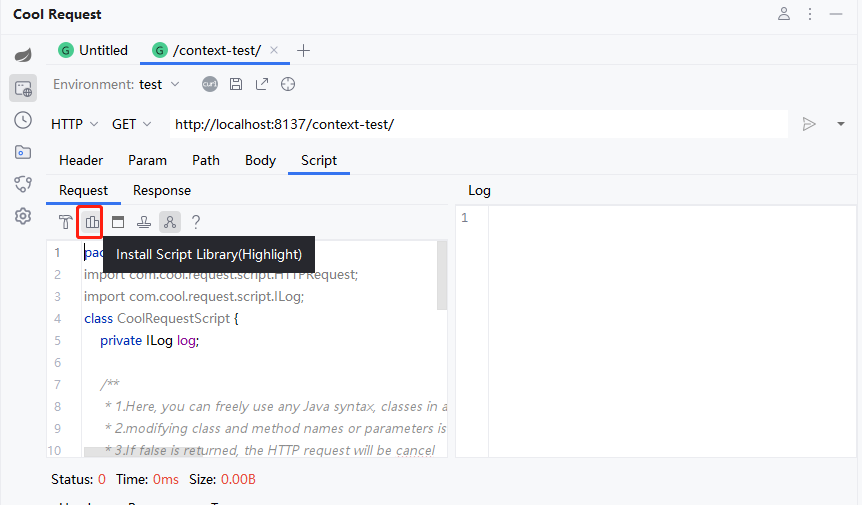 Cool Request
G Untitled G /context-test/
Environment: test curl
HTTP GET http://localhost:8137/context-test/
Header Param Path Body Script
Request Response Log
?
Install Script Library(Highlight)
1 pac
2 import com.cool.request.script.HTTPRequest;
3 import com.cool.request.script.ILog;
4 class CoolRequestScript {
5 private ILog log;
6
7 /**
8 * 1.Here, you can freely use any Java syntax, classes in a
9 * 2.modifying class and method names or parameters is
10 * 3.If false is returned, the HTTP request will be cancel
1
Status: 0 Time: 0ms Size: 0.00B